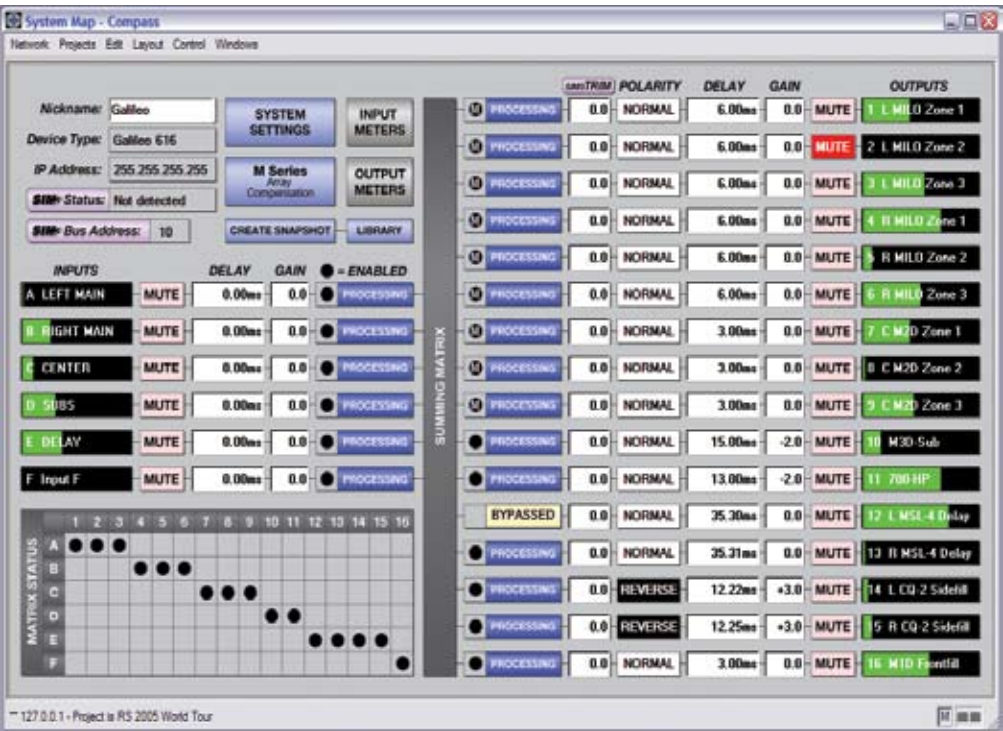 System Map - Compass
Network Projects Edit Layout Control Windows
Nickname: Galileo
Device Type: Galileo 616
IP Address: 255.255.255.255
SIM® Status: Not detected
SIM® Bus Address: 10
SYSTEM SETTINGS
INPUT METERS
M Series Array Compensation
OUTPUT METERS
CREATE SNAPSHOT LIBRARY
INPUTS DELAY GAIN = ENABLED
A LEFT MAIN MUTE 0.00ms 0.0 PROCESSING
B RIGHT MAIN MUTE 0.00ms 0.0 PROCESSING
C CENTER MUTE 0.00ms 0.0 PROCESSING
D SUBS MUTE 0.00ms 0.0 PROCESSING
E DELAY MUTE 0.00ms 0.0 PROCESSING
F Input F MUTE 0.00ms 0.0 PROCESSING
MATRIX STATUS
1 2 3 4 5 6 7 8 9 10 11 12 13 14 15 16
A
B
C
D
E
F
SUMMING MATRIX
TRIM POLARITY DELAY GAIN OUTPUTS
M PROCESSING 0.0 NORMAL 6.00ms 0.0 MUTE 1 L MILO Zone 1
M PROCESSING 0.0 NORMAL 6.00ms 0.0 MUTE 2 L MILO Zone 2
M PROCESSING 0.0 NORMAL 6.00ms 0.0 MUTE 3 L MILO Zone 3
M PROCESSING 0.0 NORMAL 6.00ms 0.0 MUTE 4 R MILO Zone 1
M PROCESSING 0.0 NORMAL 6.00ms 0.0 MUTE 5 R MILO Zone 2
M PROCESSING 0.0 NORMAL 6.00ms 0.0 MUTE 6 R MILO Zone 3
M PROCESSING 0.0 NORMAL 3.00ms 0.0 MUTE 7 C M2D Zone 1
M PROCESSING 0.0 NORMAL 3.00ms 0.0 MUTE 8 C M2D Zone 2
M PROCESSING 0.0 NORMAL 3.00ms 0.0 MUTE 9 C M2D Zone 3
PROCESSING 0.0 NORMAL 15.00ms -2.0 MUTE 10 M3D-Sub
PROCESSING 0.0 NORMAL 13.00ms -2.0 MUTE 11 700-HP
BYPASSED 0.0 NORMAL 35.30ms 0.0 MUTE 12 L MSL-4 Delay
PROCESSING 0.0 NORMAL 35.31ms 0.0 MUTE 13 R MSL-4 Delay
PROCESSING 0.0 REVERSE 12.22ms +3.0 MUTE 14 L CQ-2 Sidefill
PROCESSING 0.0 REVERSE 12.25ms +3.0 MUTE 15 R CQ-2 Sidefill
PROCESSING 0.0 NORMAL 3.00ms 0.0 MUTE 16 M1D Frontfill
127.0.0.1 - Project is RS 2005 World Tour
M